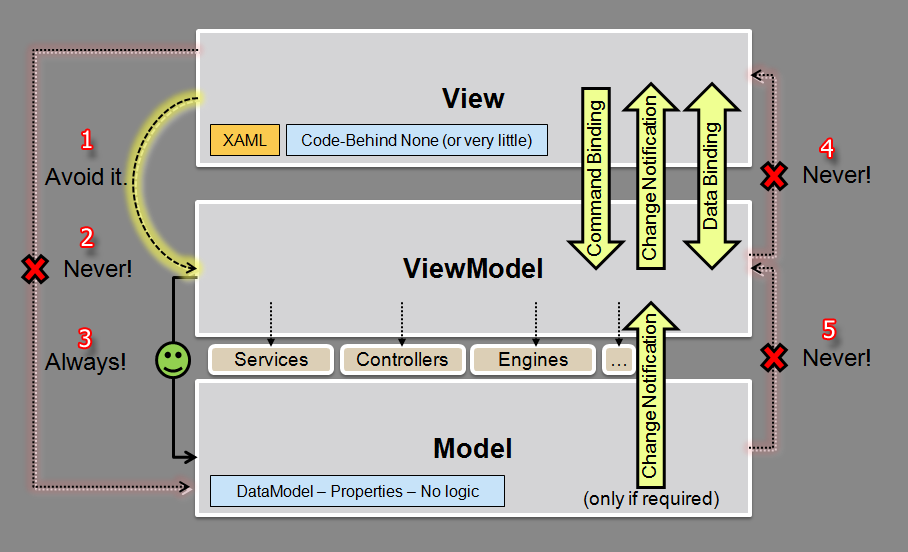 View
XAML
Code-Behind None (or very little)
Command Binding
Change Notification
Data Binding
1
Avoid it.
2
Never!
3
Always!
4
Never!
5
Never!
ViewModel
Services
Controllers
Engines
...
Change Notification
Model
DataModel – Properties – No logic
(only if required)